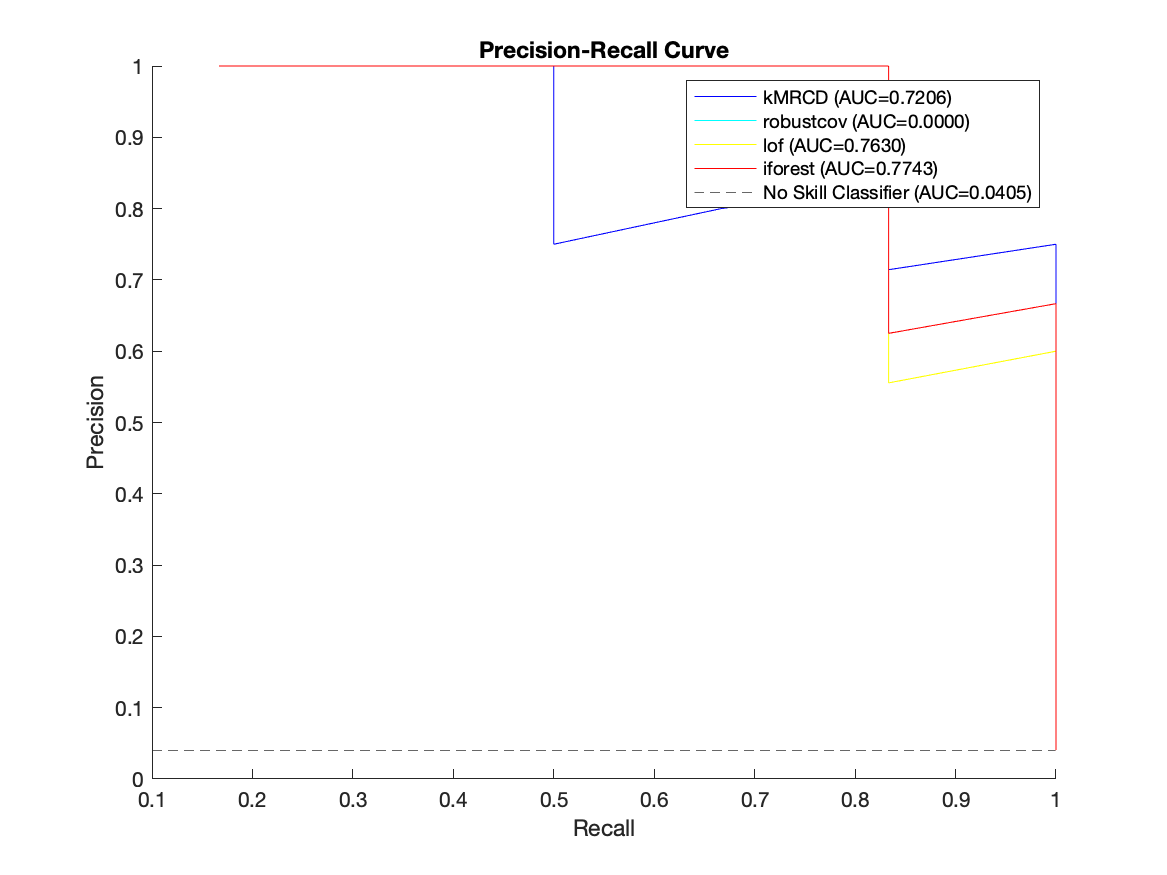 Precision-Recall Curve
1
0.9
0.8
0.7
0.6
0.5
0.4
0.3
0.2
0.1
0
Precision
kMRCD (AUC=0.7206)
robustcov (AUC=0.0000)
lof (AUC=0.7630)
iforest (AUC=0.7743)
No Skill Classifier (AUC=0.0405)
0.1 0.2 0.3 0.4 0.5 0.6 0.7 0.8 0.9 1
Recall